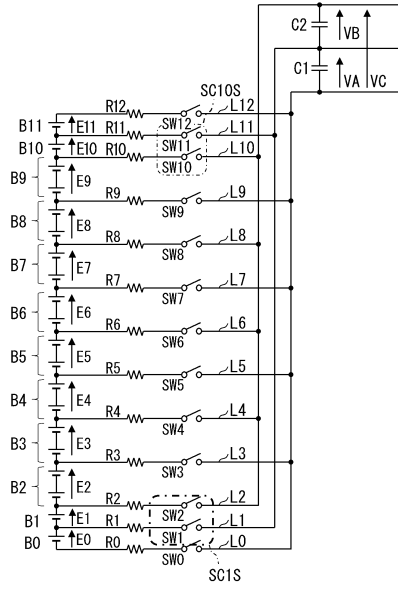 C2
VB
C1
VA VC
SC10S
R12 L12
B11 E11 R11 SW12 L11
B10 E10 R10 SW11 L10
SW10
B9 E9
R9 SW9 L9
B8 E8
R8 SW8 L8
B7 E7
R7 SW7 L7
B6 E6
R6 SW6 L6
B5 E5
R5 SW5 L5
B4 E4
R4 SW4 L4
B3 E3
R3 SW3 L3
B2 E2
R2 SW2 L2
B1 E1 R1 SW1 L1
B0 E0 R0 SW0 L0
SC1S